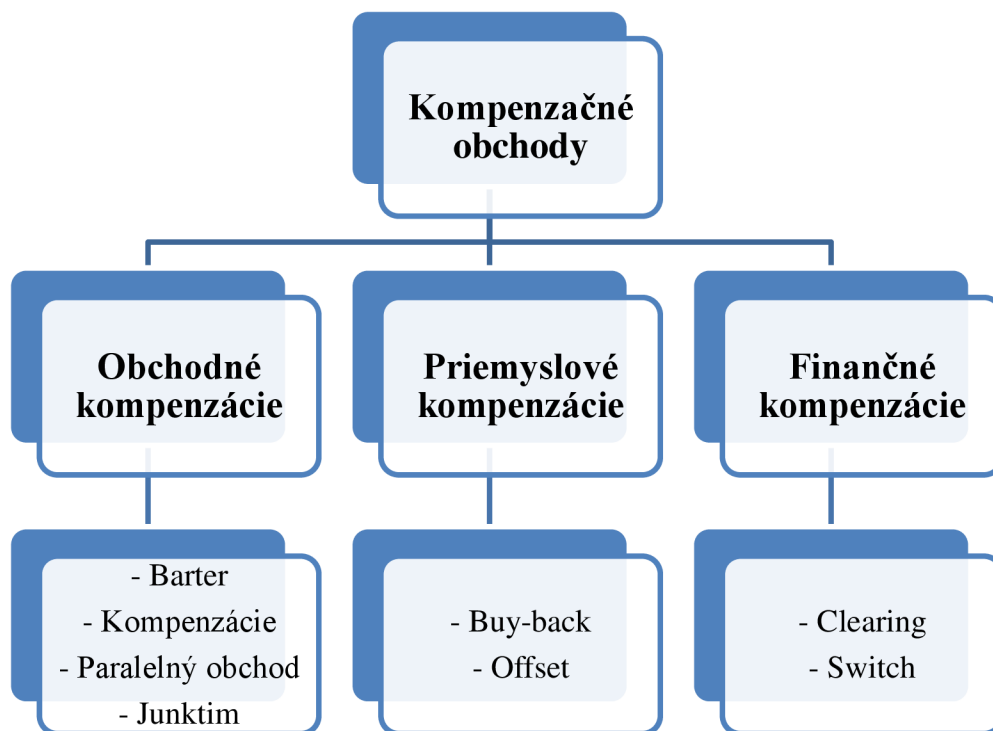 Kompenzačné
obchody
Obchodné
kompenzácie
Priemyslové
kompenzácie
Finančné
kompenzácie
- Barter
- Kompenzácie
- Paralelný obchod
- Junktim
- Buy-back
- Offset
- Clearing
- Switch